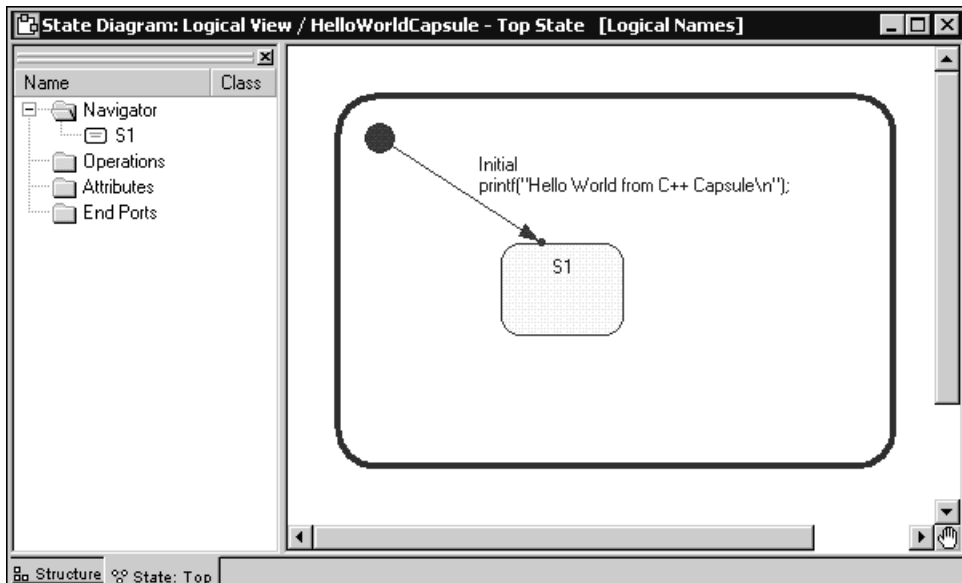 State Diagram: Logical View / HelloWorldCapsule - Top State [Logical Names]
Name Class
Navigator
S1
Operations
Attributes
End Ports
Initial
printf("Hello World from C++ Capsule\n");
S1
Structure State: Top